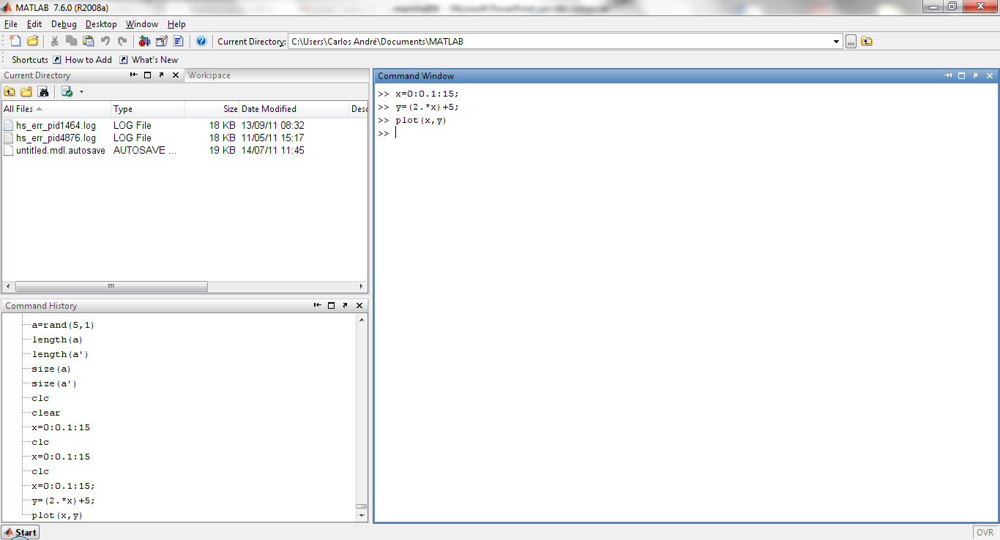 MATLAB 7.6.0 (R2008a)
File Edit Debug Desktop Window Help
Current Directory: C:\Users\Carlos André\Documents\MATLAB ...
Shortcuts How to Add What's New
Current Directory Workspace
All Files Type Size Date Modified Desc
hs_err_pid1464.log LOG File 18 KB 13/09/11 08:32
hs_err_pid4876.log LOG File 18 KB 11/05/11 15:17
untitled.mdl.autosave AUTOSAVE ... 19 KB 14/07/11 11:45
Command History
a=rand(5,1)
length(a)
length(a')
size(a)
size(a')
clc
clear
x=0:0.1:15
clc
x=0:0.1:15
clc
x=0:0.1:15;
y=(2.*x)+5;
plot(x,y)
Command Window
>> x=0:0.1:15;
>> y=(2.*x)+5;
>> plot(x,y)
>>
Start
OVR